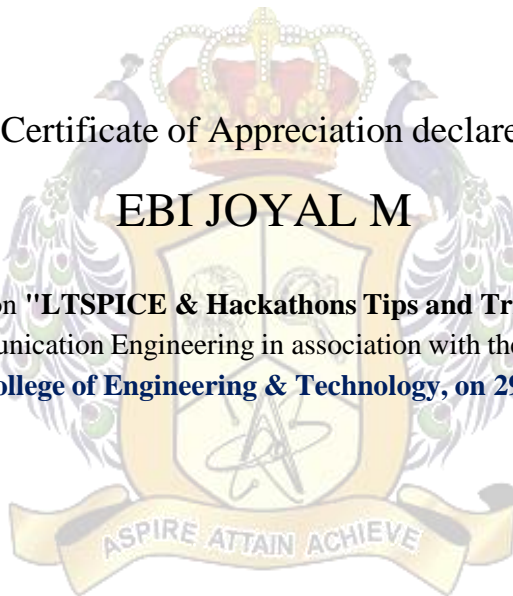 Certificate of Appreciation declare
EBI JOYAL M
on "LTSPICE & Hackathons Tips and Tr
unication Engineering in association with the
ollege of Engineering & Technology, on 29
ASPIRE ATTAIN ACHIEVE